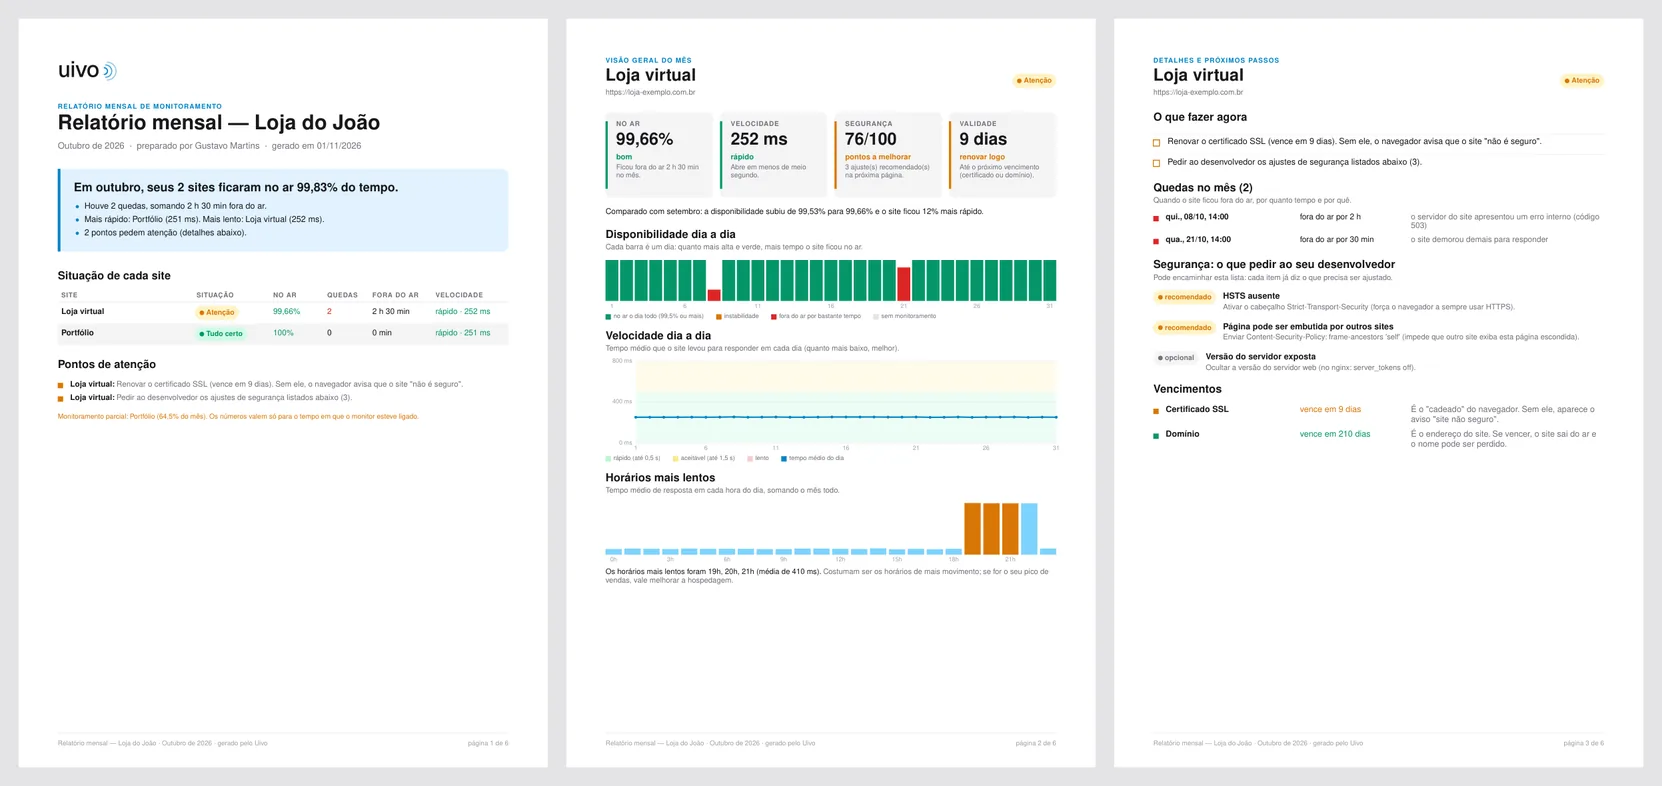 uivo
RELATÓRIO MENSAL DE MONITORAMENTO
Relatório mensal — Loja do João
Outubro de 2026 · preparado por Gustavo Martins · gerado em 01/11/2026
Em outubro, seus 2 sites ficaram no ar 99,83% do tempo.
Houve 2 quedas, somando 2 h 30 min fora do ar.
Mais rápido: Portfólio (251 ms). Mais lento: Loja virtual (252 ms).
2 pontos pedem atenção (detalhes abaixo).
Situação de cada site
SITE SITUAÇÃO NO AR QUEDAS FORA DO AR VELOCIDADE
Loja virtual Atenção 99,66% 2 2 h 30 min rápido · 252 ms
Portfólio Tudo certo 100% 0 0 min rápido · 251 ms
Pontos de atenção
Loja virtual: Renovar o certificado SSL (vence em 9 dias). Sem ele, o navegador avisa que o site "não é seguro".
Loja virtual: Pedir ao desenvolvedor os ajustes de segurança listados abaixo (3).
Monitoramento parcial: Portfólio (64,5% do mês). Os números valem só para o tempo em que o monitor esteve ligado.
Relatório mensal — Loja do João · Outubro de 2026 · gerado pelo Uivo
página 1 de 6
VISÃO GERAL DO MÊS
Loja virtual
Atenção
https://loja-exemplo.com.br
NO AR
99,66%
bom
Ficou fora do ar 2 h 30 min
no mês.
VELOCIDADE
252 ms
rápido
Abre em menos de meio
segundo.
SEGURANÇA
76/100
pontos a melhorar
3 ajuste(s) recomendado(s)
na próxima página.
VALIDADE
9 dias
renovar logo
Até o próximo vencimento
(certificado ou domínio).
Comparado com setembro: a disponibilidade subiu de 99,53% para 99,66% e o site ficou 12% mais rápido.
Disponibilidade dia a dia
Cada barra é um dia: quanto mais alta e verde, mais tempo o site ficou no ar.
1 6 11 16 21 26 31
no ar o dia todo (99,5% ou mais) instabilidade fora do ar por bastante tempo sem monitoramento
Velocidade dia a dia
Tempo médio que o site levou para responder em cada dia (quanto mais baixo, melhor).
800 ms
400 ms
0 ms
1 6 11 16 21 26 31
rápido (até 0,5 s) aceitável (até 1,5 s) lento tempo médio do dia
Horários mais lentos
Tempo médio de resposta em cada hora do dia, somando o mês todo.
0h 3h 6h 9h 12h 15h 18h 21h
Os horários mais lentos foram 19h, 20h, 21h (média de 410 ms). Costumam ser os horários de mais movimento; se for o seu pico de
vendas, vale melhorar a hospedagem.
Relatório mensal — Loja do João · Outubro de 2026 · gerado pelo Uivo
página 2 de 6
DETALHES E PRÓXIMOS PASSOS
Loja virtual
Atenção
https://loja-exemplo.com.br
O que fazer agora
Renovar o certificado SSL (vence em 9 dias). Sem ele, o navegador avisa que o site "não é seguro".
Pedir ao desenvolvedor os ajustes de segurança listados abaixo (3).
Quedas no mês (2)
Quando o site ficou fora do ar, por quanto tempo e por quê.
qui., 08/10, 14:00 fora do ar por 2 h o servidor do site apresentou um erro interno (código
503)
qua., 21/10, 14:00 fora do ar por 30 min o site demorou demais para responder
Segurança: o que pedir ao seu desenvolvedor
Pode encaminhar esta lista: cada item já diz o que precisa ser ajustado.
recomendado HSTS ausente
Ativar o cabeçalho Strict-Transport-Security (força o navegador a sempre usar HTTPS).
recomendado Página pode ser embutida por outros sites
Enviar Content-Security-Policy: frame-ancestors 'self' (impede que outro site exiba esta página escondida).
opcional Versão do servidor exposta
Ocultar a versão do servidor web (no nginx: server_tokens off).
Vencimentos
Certificado SSL vence em 9 dias É o "cadeado" do navegador. Sem ele, aparece o
aviso "site não seguro".
Domínio vence em 210 dias É o endereço do site. Se vencer, o site sai do ar e
o nome pode ser perdido.
Relatório mensal — Loja do João · Outubro de 2026 · gerado pelo Uivo
página 3 de 6